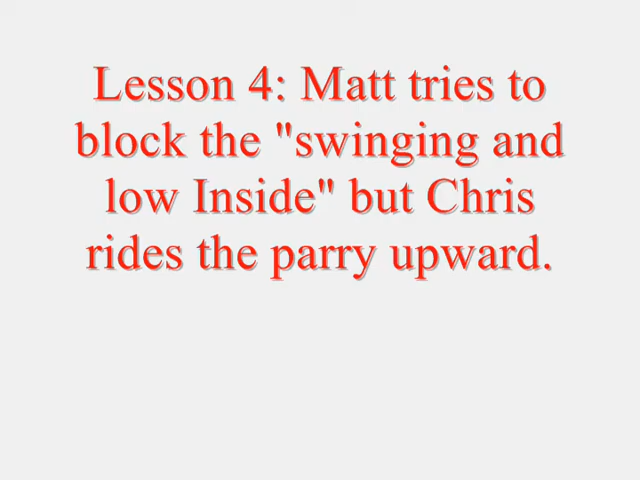 Lesson 4: Matt tries to
block the "swinging and
low Inside" but Chris
rides the parry upward.